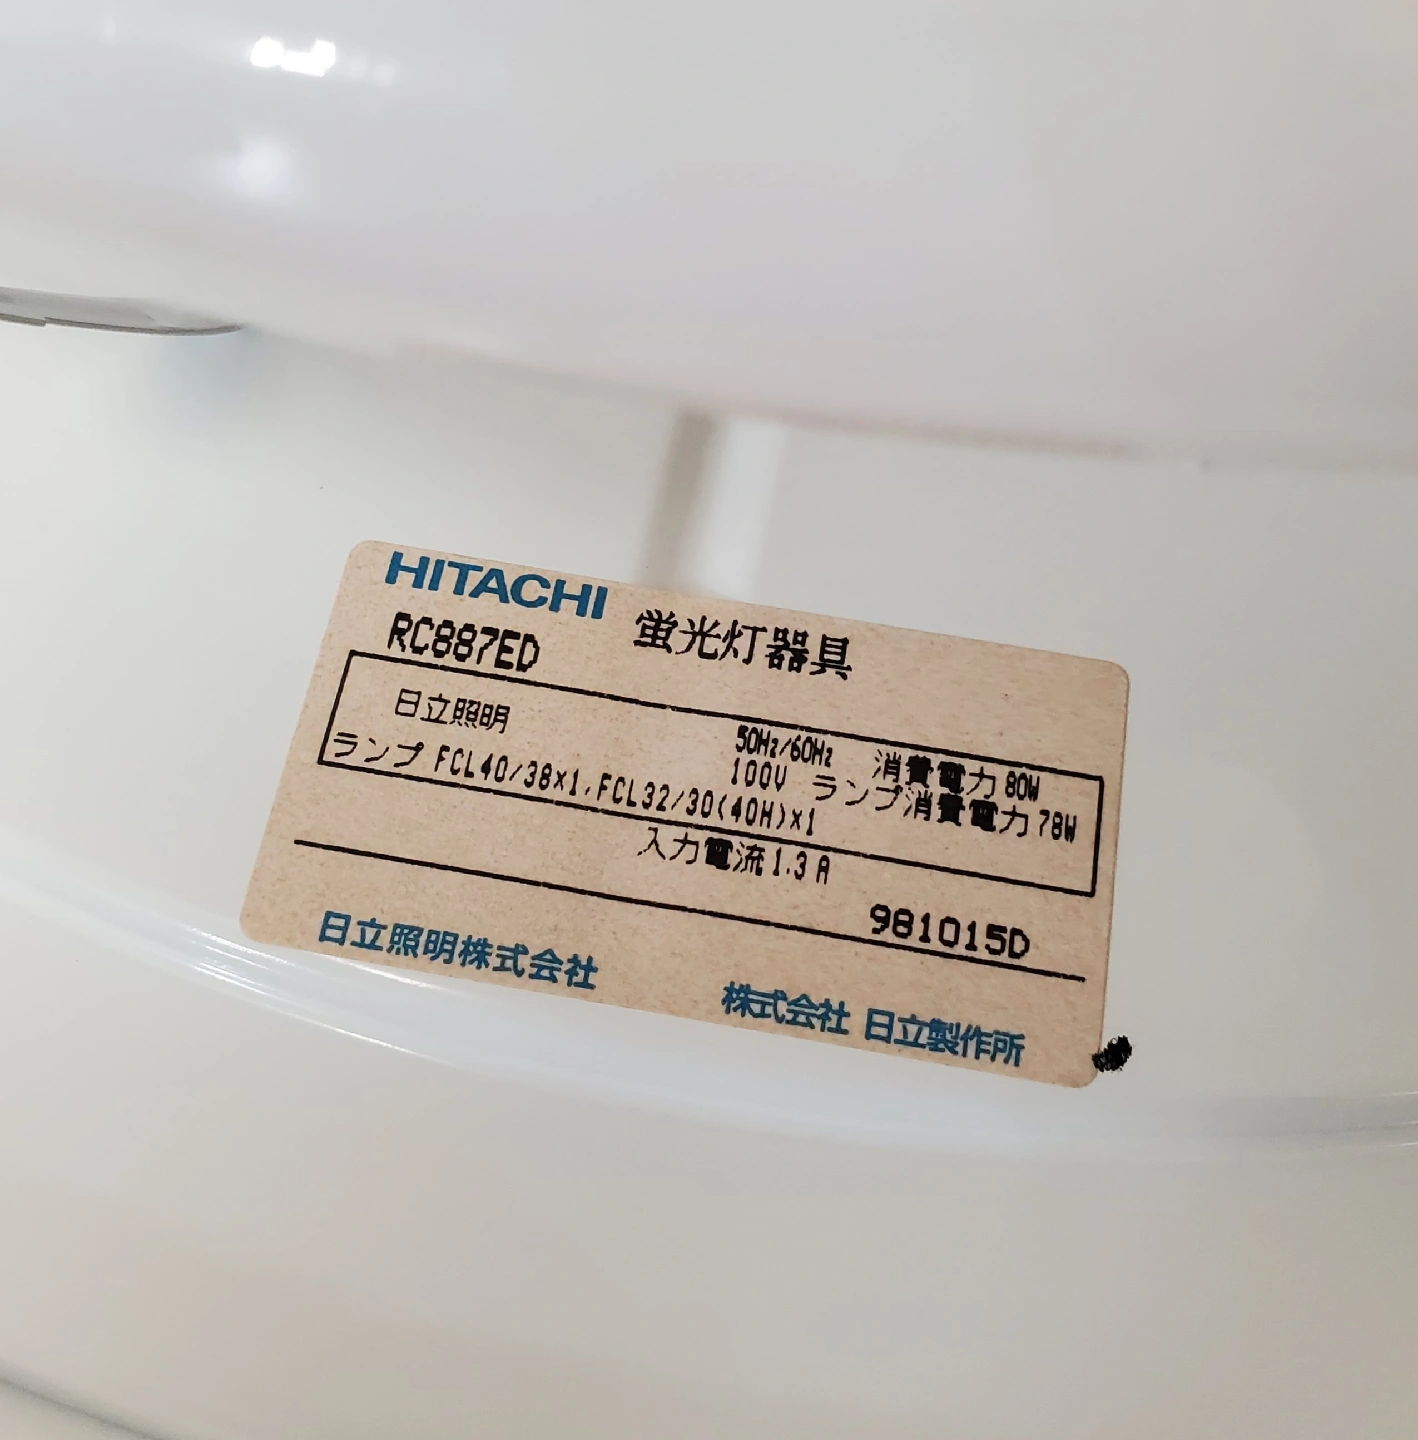 HITACHI
RC887ED 蛍光灯器具
日立照明 50Hz/60Hz 消費電力 80W
100V ランプ消費電力 78W
ランプ FCL40/38×1,FCL32/30(40H)×1
入力電流 1.3 A
981015D
日立照明株式会社 株式会社 日立製作所